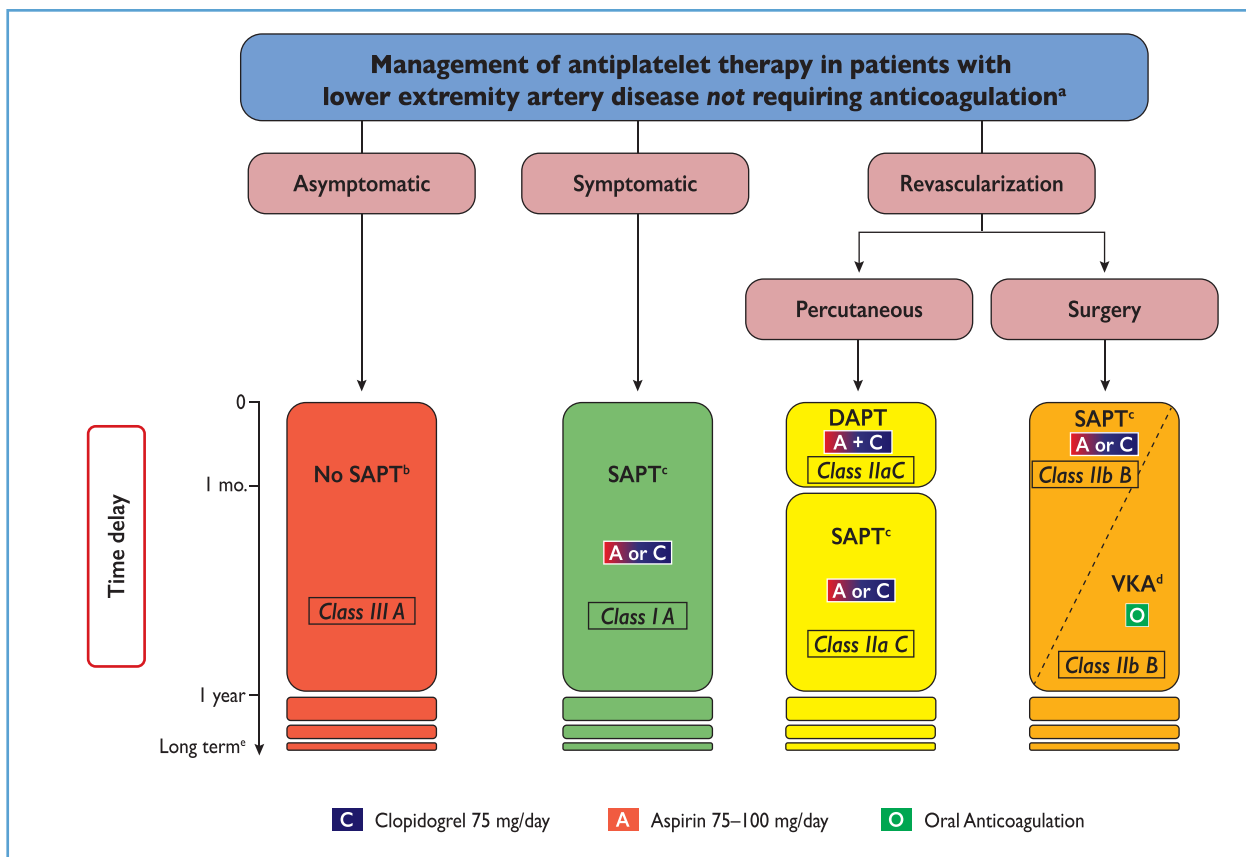 Management of antiplatelet therapy in patients with
lower extremity artery disease not requiring anticoagulationᵃ
Asymptomatic
Symptomatic
Revascularization
Percutaneous
Surgery
Time delay
0
1 mo.
1 year
Long termᵉ
No SAPTᵇ
Class III A
SAPTᶜ
A or C
Class I A
DAPT
A + C
Class IIaC
SAPTᶜ
A or C
Class IIa C
SAPTᶜ
A or C
Class IIb B
VKAᵈ
O
Class IIb B
C Clopidogrel 75 mg/day
A Aspirin 75–100 mg/day
O Oral Anticoagulation